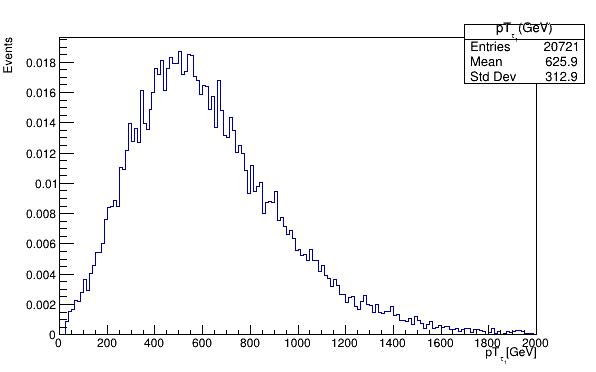 pT_τ₁(GeV)
Entries 20721
Mean 625.9
Std Dev 312.9
Events
0.018
0.016
0.014
0.012
0.01
0.008
0.006
0.004
0.002
0
0 200 400 600 800 1000 1200 1400 1600 1800 2000
pT_τ₁[GeV]